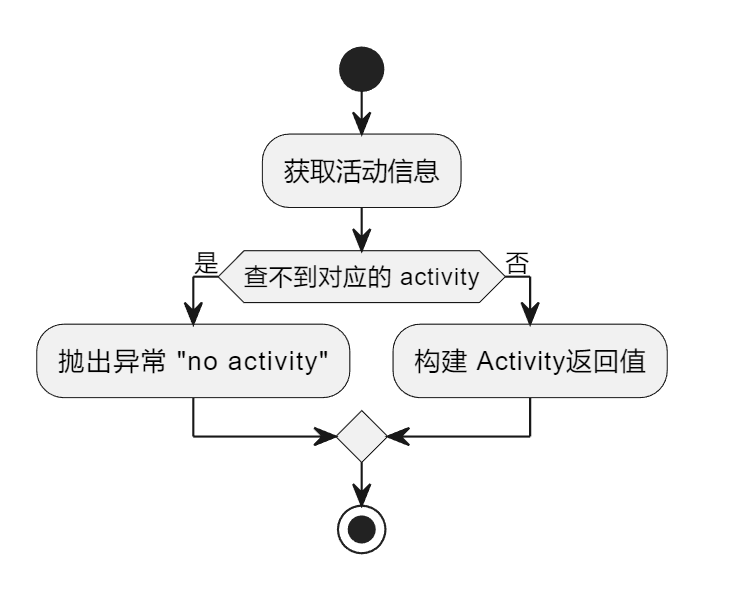 获取活动信息
是
查不到对应的 activity
否
抛出异常 "no activity"
构建 Activity返回值